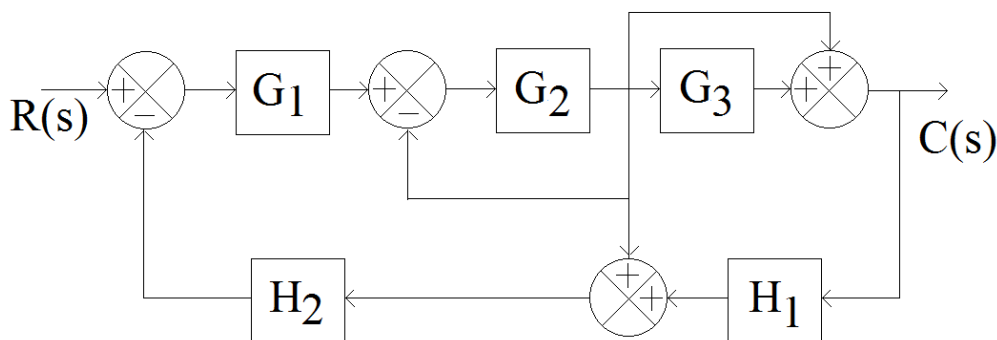 R(s)
+
−
G1
+
−
G2
G3
+
+
C(s)
H2
+
+
H1